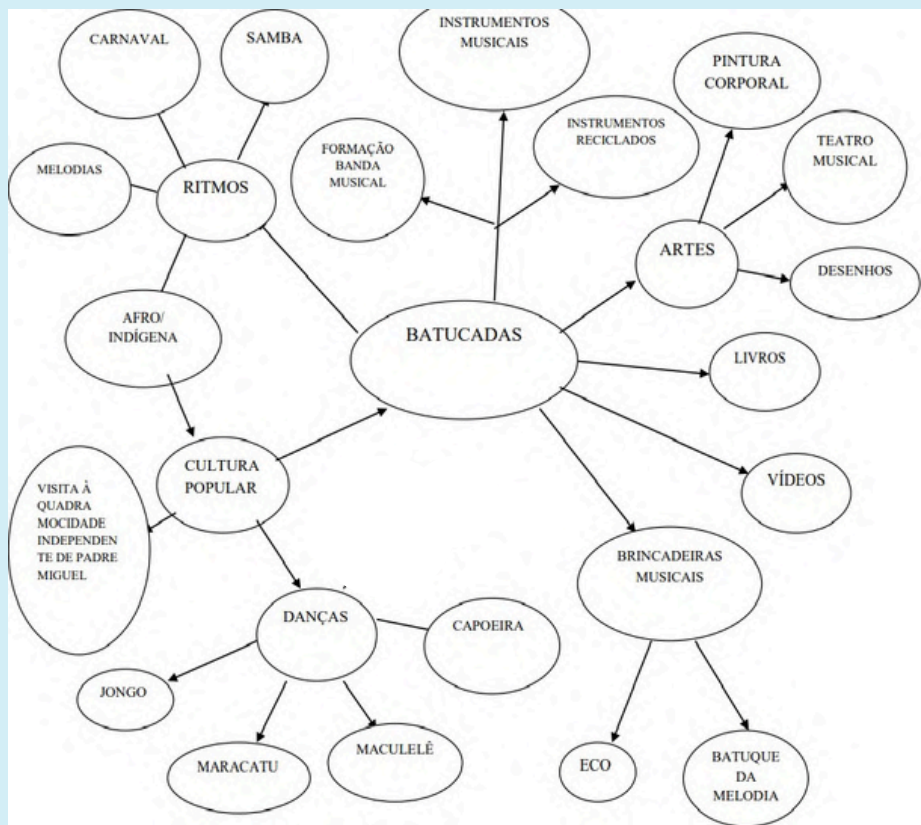 CARNAVAL
SAMBA
INSTRUMENTOS
MUSICAIS
PINTURA
CORPORAL
MELODIAS
RITMOS
FORMAÇÃO
BANDA
MUSICAL
INSTRUMENTOS
RECICLADOS
TEATRO
MUSICAL
ARTES
DESENHOS
AFRO/
INDÍGENA
BATUCADAS
LIVROS
CULTURA
POPULAR
VÍDEOS
VISITA À
QUADRA
MOCIDADE
INDEPENDEN
TE DE PADRE
MIGUEL
BRINCADEIRAS
MUSICAIS
DANÇAS
CAPOEIRA
JONGO
MARACATU
MACULELÊ
ECO
BATUQUE
DA
MELODIA